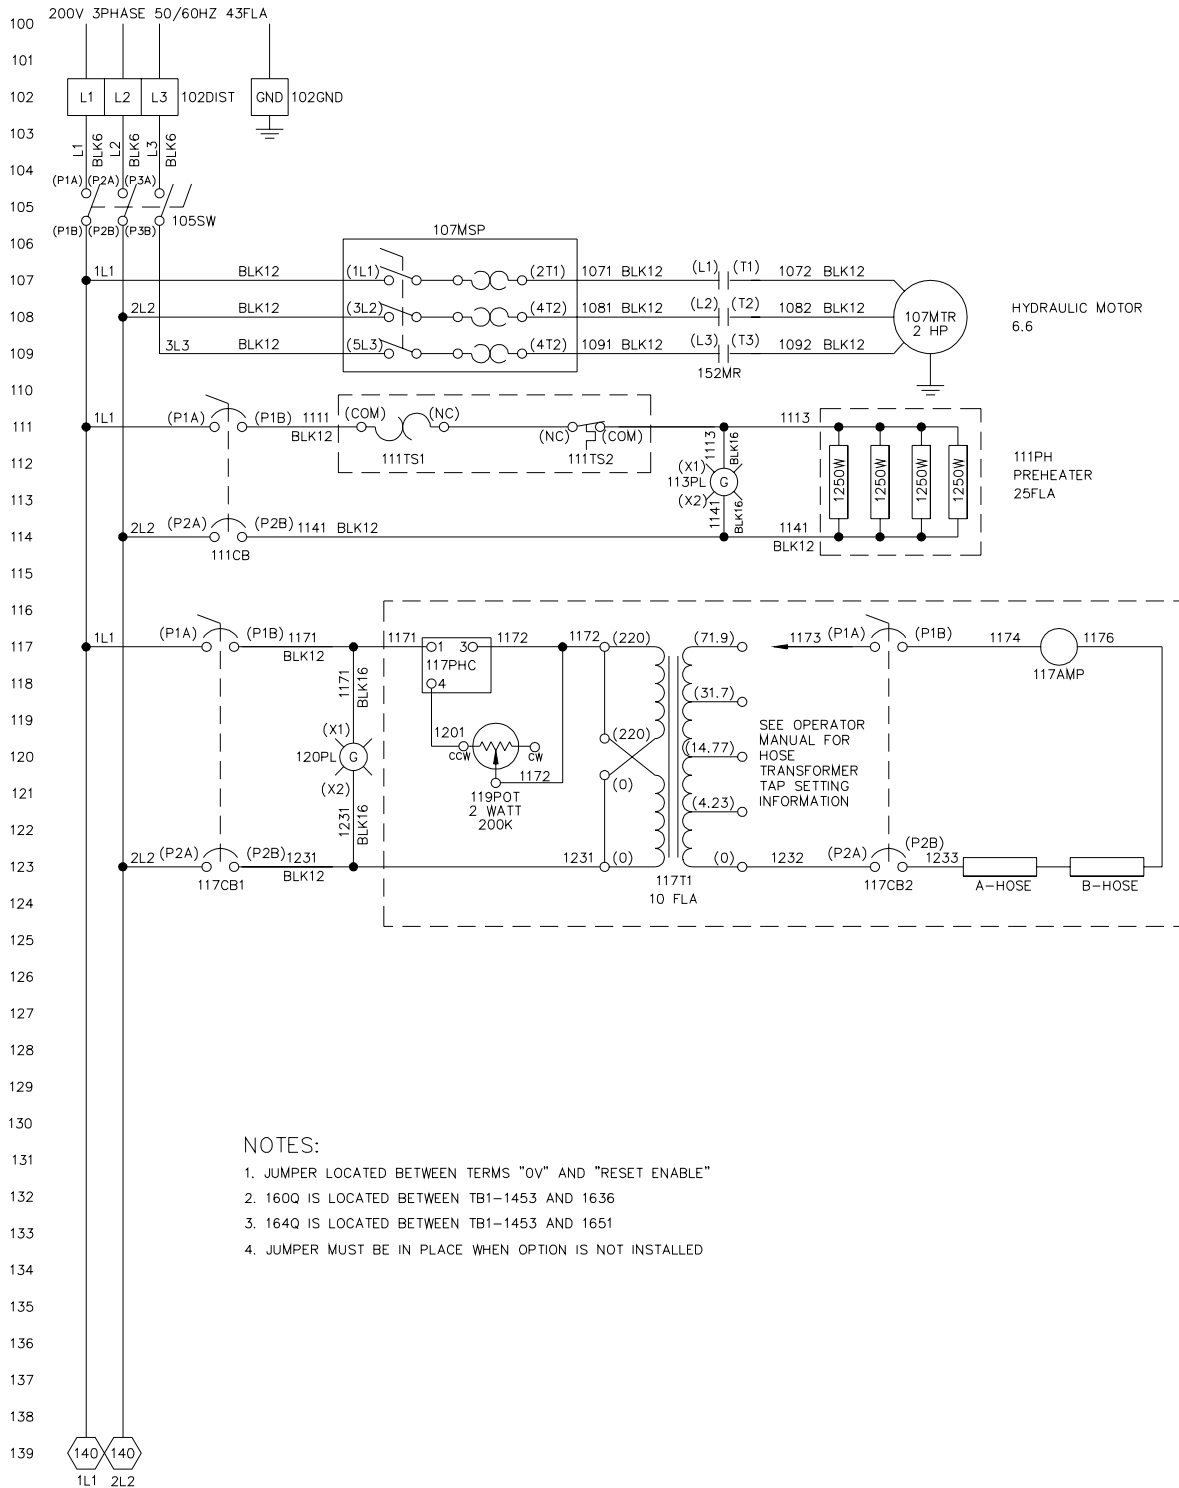 100 200V 3PHASE 50/60HZ 43FLA
101
102 L1 L2 L3 102DIST GND 102GND
103 L1 BLK6 L2 BLK6 L3 BLK6
104 (P1A) (P2A) (P3A)
105 105SW
(P1B) (P2B) (P3B)
106 107MSP
107 1L1 BLK12 (1L1) (2T1) 1071 BLK12 (L1) (T1) 1072 BLK12
108 2L2 BLK12 (3L2) (4T2) 1081 BLK12 (L2) (T2) 1082 BLK12
107MTR
2 HP
HYDRAULIC MOTOR
6.6
109 3L3 BLK12 (5L3) (4T2) 1091 BLK12 (L3) (T3) 1092 BLK12
152MR
110
111 1L1 (P1A) (P1B) 1111 BLK12 (COM) (NC) (NC) (COM) 1113
111TS1 111TS2
112 1113 BLK16
(X1)
113PL G
1250W 1250W 1250W 1250W
111PH
PREHEATER
25FLA
113 (X2) 1141 BLK16
114 2L2 (P2A) (P2B) 1141 BLK12 1141 BLK12
111CB
115
116
117 1L1 (P1A) (P1B) 1171 BLK12 1171 1 3 1172 1172 (220) (71.9) 1173 (P1A) (P1B) 1174 1176
117PHC 117AMP
118 1171 BLK16 4 (31.7)
119
(X1) 1201 (220)
120 120PL G CCW CW (14.77)
SEE OPERATOR
MANUAL FOR
HOSE
TRANSFORMER
TAP SETTING
INFORMATION
(X2) 1172 (0)
121 119POT
2 WATT
200K
(4.23)
122 1231 BLK16
123 2L2 (P2A) (P2B) 1231 BLK12 1231 (0) (0) 1232 (P2A) (P2B) 1233
117CB1 117T1 117CB2 A-HOSE B-HOSE
10 FLA
124
125
126
127
128
129
130
NOTES:
131
1. JUMPER LOCATED BETWEEN TERMS "0V" AND "RESET ENABLE"
132 2. 160Q IS LOCATED BETWEEN TB1-1453 AND 1636
133 3. 164Q IS LOCATED BETWEEN TB1-1453 AND 1651
4. JUMPER MUST BE IN PLACE WHEN OPTION IS NOT INSTALLED
134
135
136
137
138
139 140 140
1L1 2L2